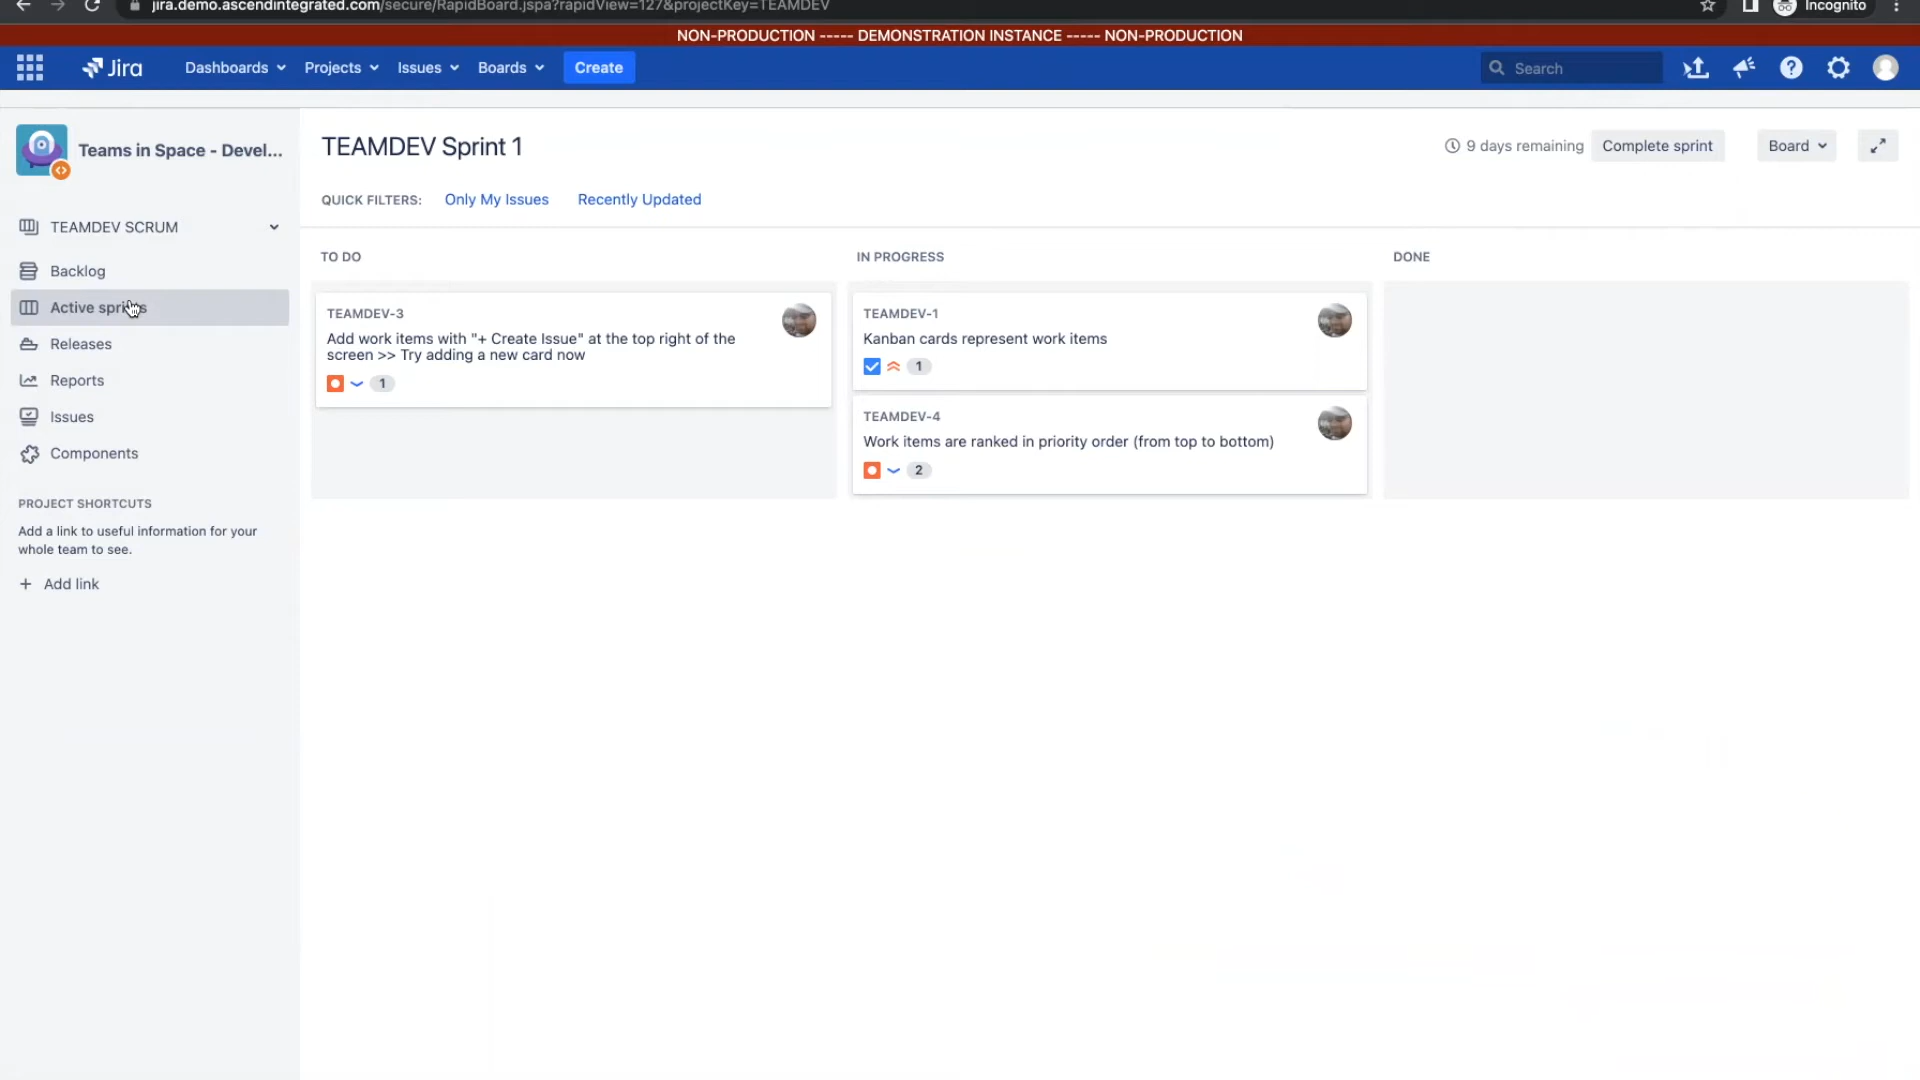 jira.demo.ascendintegrated.com/secure/RapidBoard.jspa?rapidView=127&projectKey=TEAMDEV
Incognito
NON-PRODUCTION ----- DEMONSTRATION INSTANCE ----- NON-PRODUCTION
Jira
Dashboards
Projects
Issues
Boards
Create
Search
Teams in Space - Devel...
TEAMDEV SCRUM
Backlog
Active sprints
Releases
Reports
Issues
Components
PROJECT SHORTCUTS
Add a link to useful information for your
whole team to see.
+ Add link
TEAMDEV Sprint 1
9 days remaining
Complete sprint
Board
QUICK FILTERS:
Only My Issues
Recently Updated
TO DO
TEAMDEV-3
Add work items with "+ Create Issue" at the top right of the
screen >> Try adding a new card now
1
IN PROGRESS
TEAMDEV-1
Kanban cards represent work items
1
TEAMDEV-4
Work items are ranked in priority order (from top to bottom)
2
DONE